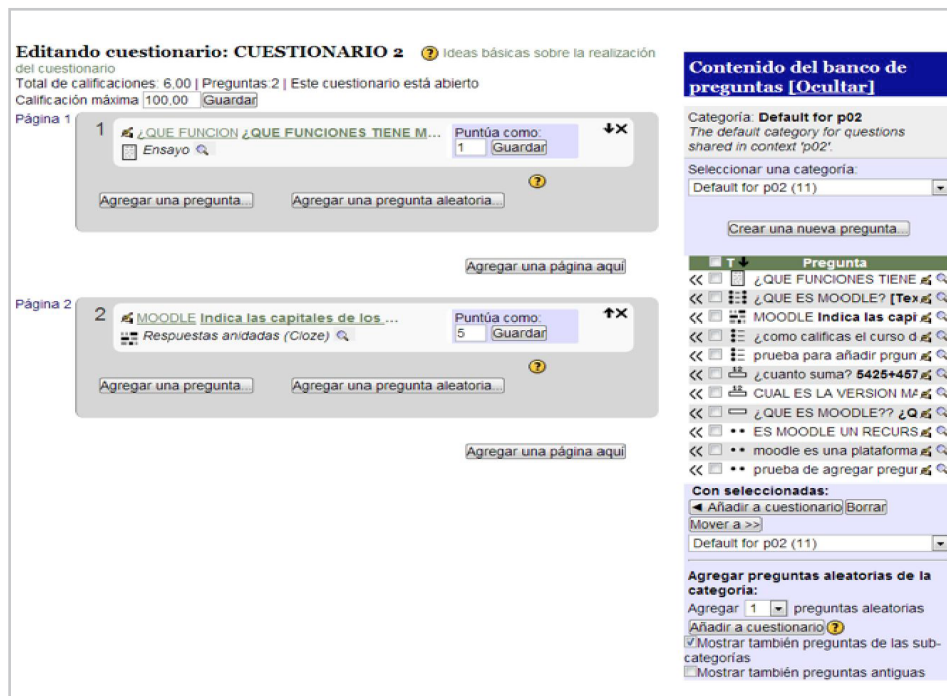 Editando cuestionario: CUESTIONARIO 2 ? Ideas básicas sobre la realización
del cuestionario
Total de calificaciones: 6,00 | Preguntas:2 | Este cuestionario está abierto
Calificación máxima 100,00 Guardar
Página 1
1 ¿QUE FUNCION ¿QUE FUNCIONES TIENE M... Puntúa como:
Ensayo 1 Guardar
?
Agregar una pregunta... Agregar una pregunta aleatoria...
Agregar una página aquí
Página 2
2 MOODLE Indica las capitales de los ... Puntúa como:
Respuestas anidadas (Cloze) 5 Guardar
?
Agregar una pregunta... Agregar una pregunta aleatoria...
Agregar una página aquí
Contenido del banco de
preguntas [Ocultar]
Categoría: Default for p02
The default category for questions
shared in context 'p02'.
Seleccionar una categoría:
Default for p02 (11)
Crear una nueva pregunta...
T Pregunta
¿QUE FUNCIONES TIENE
¿QUE ES MOODLE? [Tex
MOODLE Indica las capi
¿como calificas el curso d
prueba para añadir prgun
¿cuanto suma? 5425+457
CUAL ES LA VERSION MA
¿QUE ES MOODLE?? ¿Q
ES MOODLE UN RECURS
moodle es una plataforma
prueba de agregar pregur
Con seleccionadas:
Añadir a cuestionario Borrar
Mover a >>
Default for p02 (11)
Agregar preguntas aleatorias de la
categoría:
Agregar 1 preguntas aleatorias
Añadir a cuestionario ?
Mostrar también preguntas de las sub-
categorías
Mostrar también preguntas antiguas